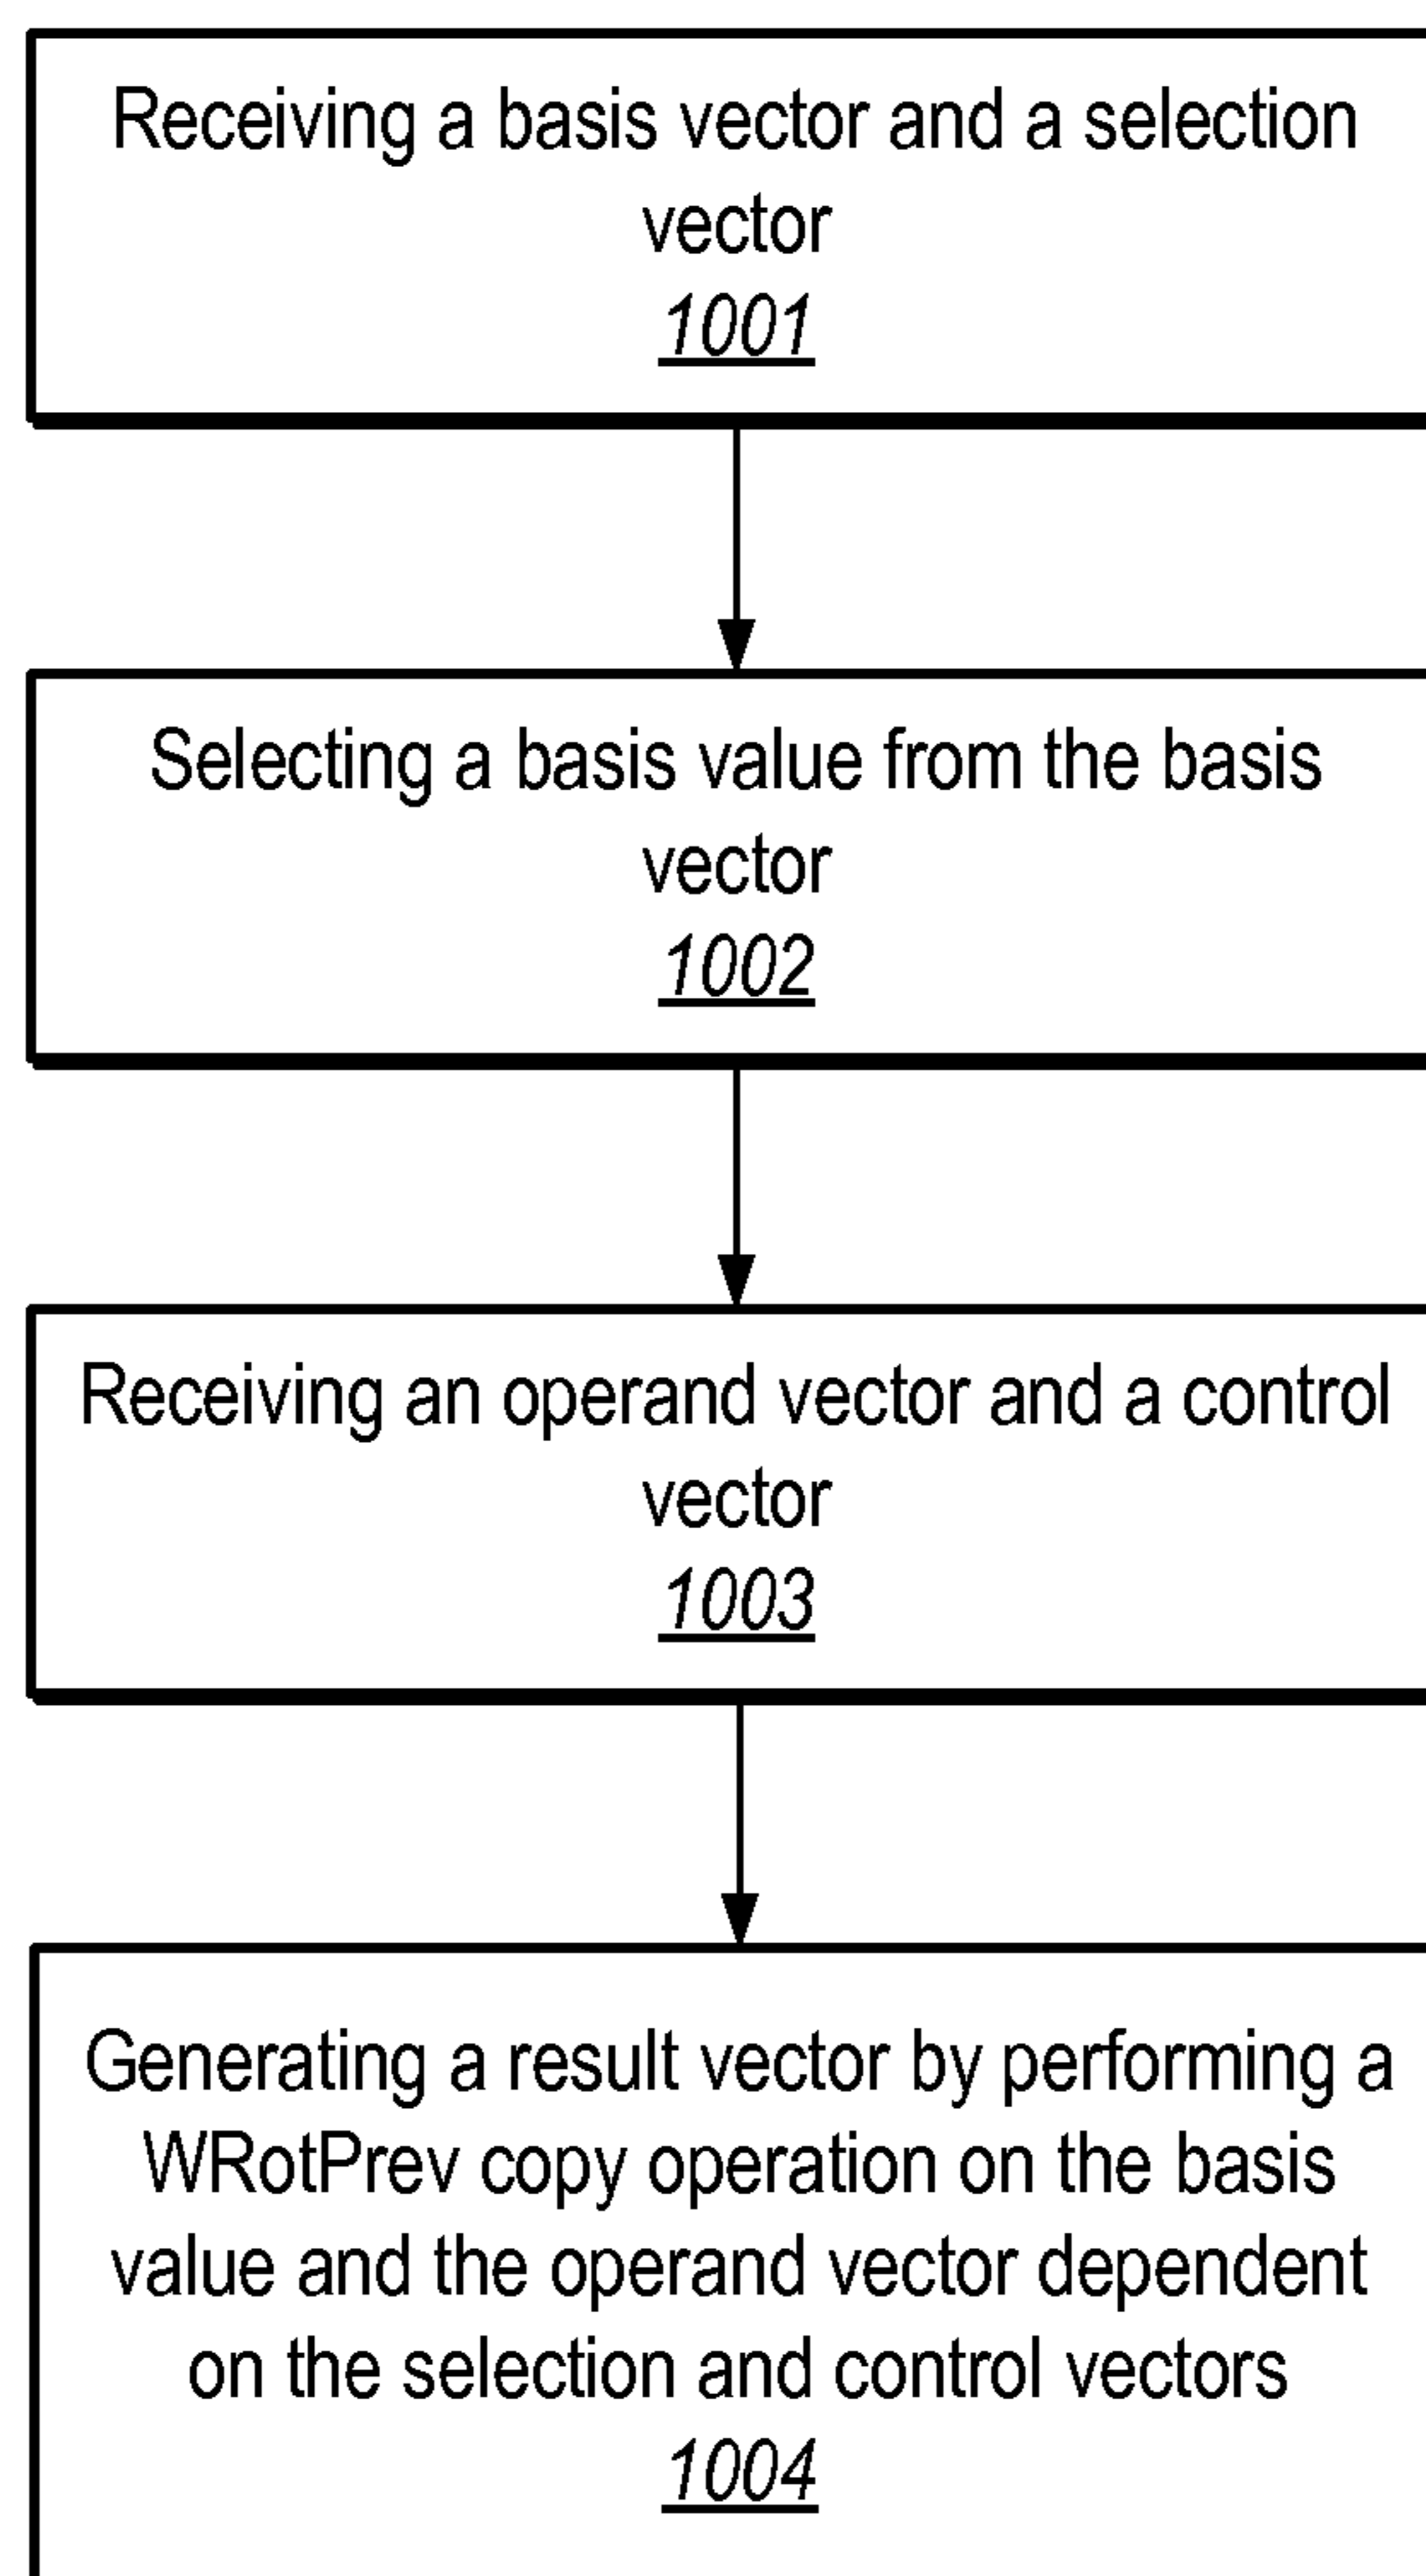 Receiving a basis vector and a selection
vector
1001
Selecting a basis value from the basis
vector
1002
Receiving an operand vector and a control
vector
1003
Generating a result vector by performing a
WRotPrev copy operation on the basis
value and the operand vector dependent
on the selection and control vectors
1004